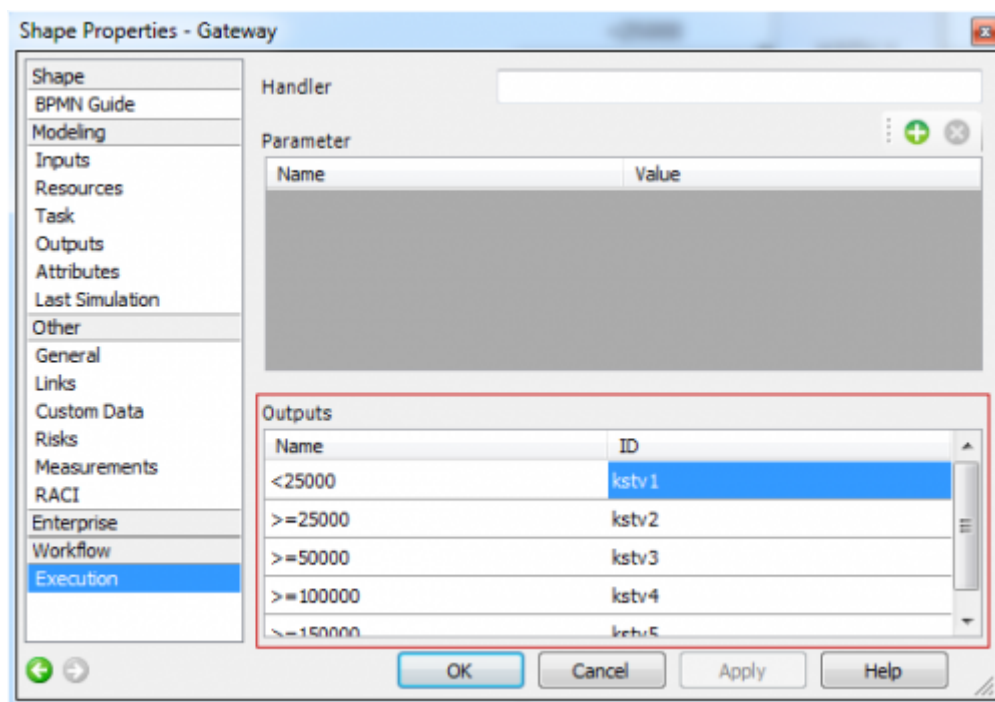 Shape Properties - Gateway
Shape
BPMN Guide
Modeling
Inputs
Resources
Task
Outputs
Attributes
Last Simulation
Other
General
Links
Custom Data
Risks
Measurements
RACI
Enterprise
Workflow
Execution
Handler
Parameter
Name Value
Outputs
Name ID
<25000 kstv1
>=25000 kstv2
>=50000 kstv3
>=100000 kstv4
>=150000 kstv5
OK Cancel Apply Help